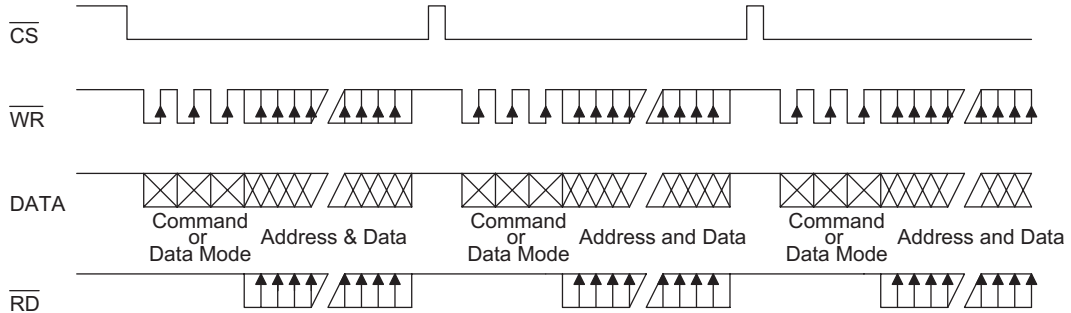 CS
WR
DATA
Command
or
Data Mode
Address & Data
Command
or
Data Mode
Address and Data
Command
or
Data Mode
Address and Data
RD